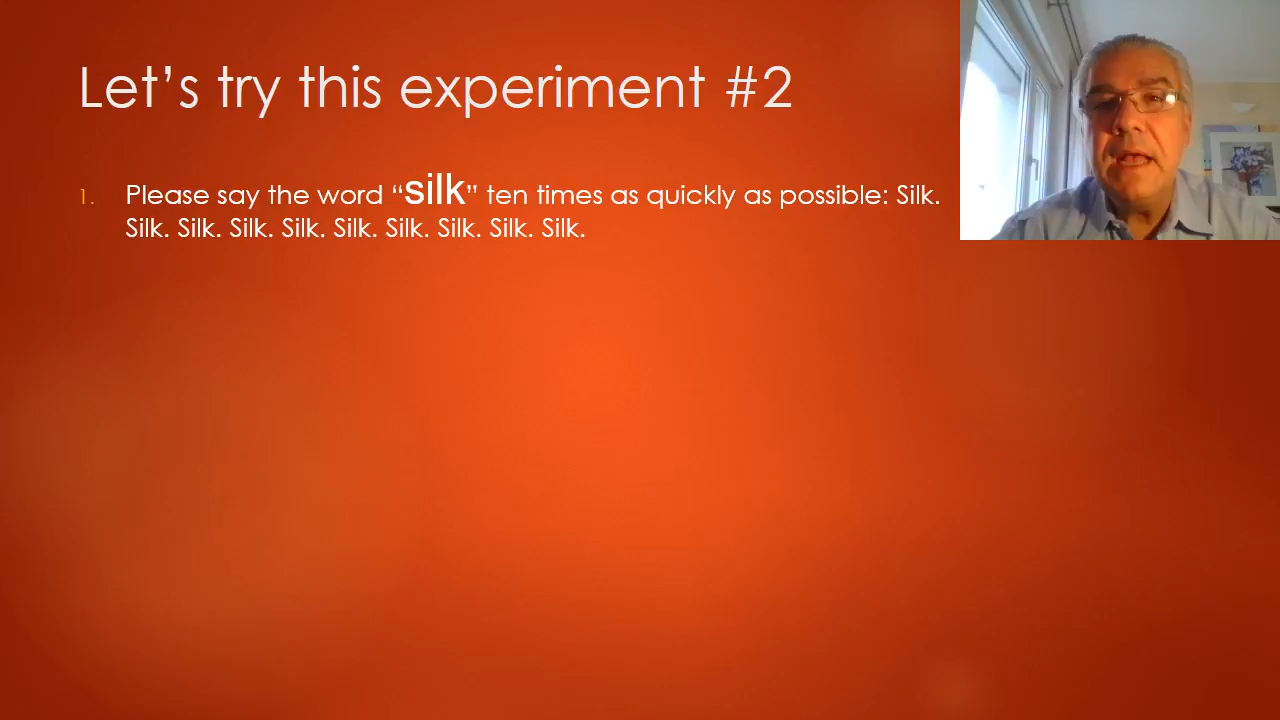 Let’s try this experiment #2
1. Please say the word “silk” ten times as quickly as possible: Silk.
Silk. Silk. Silk. Silk. Silk. Silk. Silk. Silk. Silk.